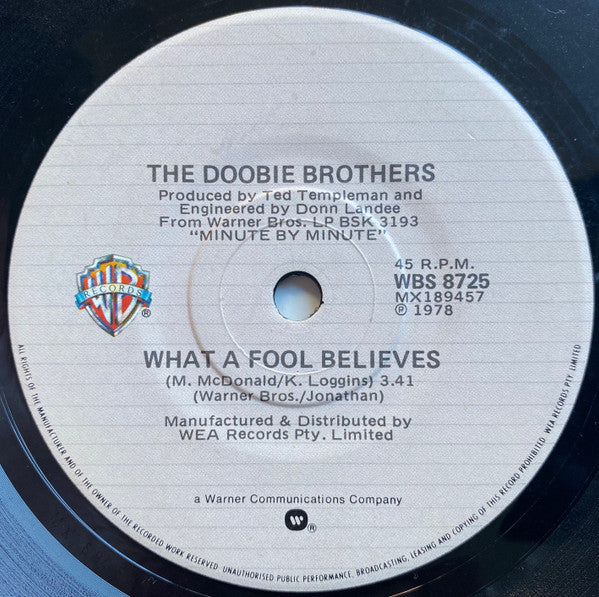 THE DOOBIE BROTHERS
Produced by Ted Templeman and
Engineered by Donn Landee
From Warner Bros. LP BSK 3193
"MINUTE BY MINUTE"
WB
RECORDS
®
45 R.P.M.
WBS 8725
MX189457
℗ 1978
WHAT A FOOL BELIEVES
(M. McDonald/K. Loggins) 3.41
(Warner Bros./Jonathan)
Manufactured & Distributed by
WEA Records Pty. Limited
a Warner Communications Company
®
ALL RIGHTS OF THE MANUFACTURER AND OF THE OWNER OF THE RECORDED WORK RESERVED. UNAUTHORISED PUBLIC PERFORMANCE, BROADCASTING, LEASING AND COPYING OF THIS RECORD PROHIBITED. WEA RECORDS PTY. LIMITED